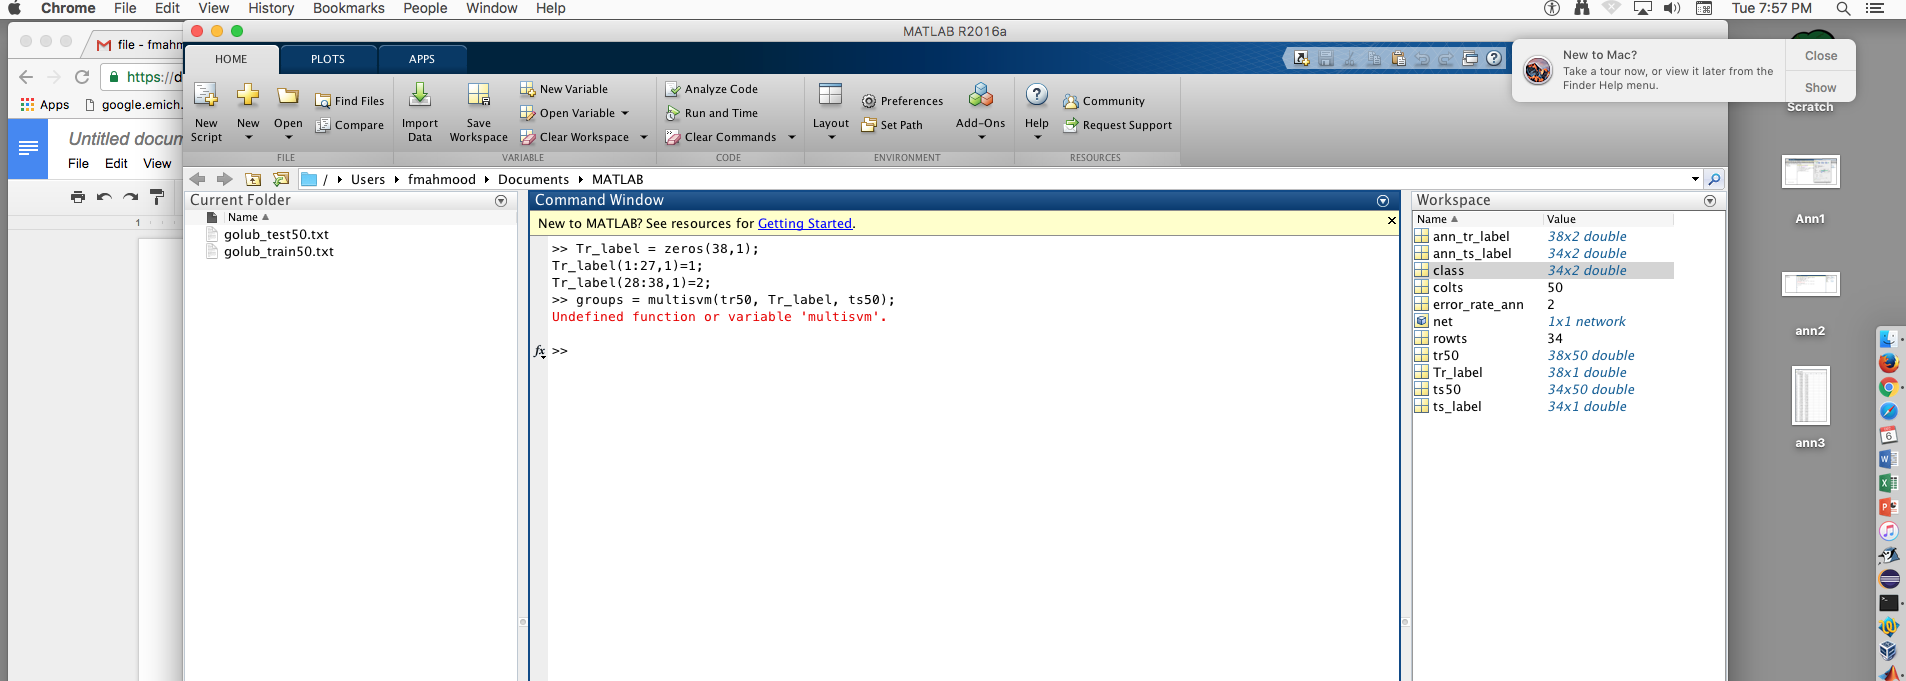 Chrome File Edit View History Bookmarks People Window Help Tue 7:57 PM
MATLAB R2016a
file - fmahm
https://d
Apps google.emich.
Untitled docum
File Edit View
1
HOME PLOTS APPS
New Script
New
Open
Find Files
Compare
FILE
Import Data
Save Workspace
New Variable
Open Variable
Clear Workspace
VARIABLE
Analyze Code
Run and Time
Clear Commands
CODE
Layout
Preferences
Set Path
Add-Ons
ENVIRONMENT
Help
Community
Request Support
RESOURCES
New to Mac?
Take a tour now, or view it later from the
Finder Help menu.
Close
Show
Scratch
Ann1
ann2
ann3
/ Users fmahmood Documents MATLAB
Current Folder
Name
golub_test50.txt
golub_train50.txt
Command Window
New to MATLAB? See resources for Getting Started.
>> Tr_label = zeros(38,1);
Tr_label(1:27,1)=1;
Tr_label(28:38,1)=2;
>> groups = multisvm(tr50, Tr_label, ts50);
Undefined function or variable 'multisvm'.
fx >>
Workspace
Name Value
ann_tr_label 38x2 double
ann_ts_label 34x2 double
class 34x2 double
colts 50
error_rate_ann 2
net 1x1 network
rowts 34
tr50 38x50 double
Tr_label 38x1 double
ts50 34x50 double
ts_label 34x1 double
6